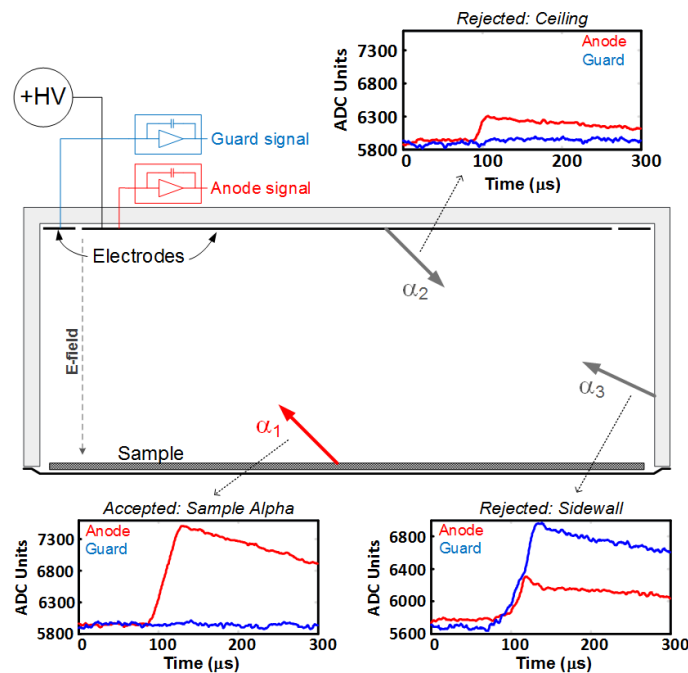 Rejected: Ceiling
7300
6800
6300
5800
ADC Units
Anode
Guard
0
100
200
300
Time (µs)
+HV
Guard signal
Anode signal
Electrodes
E-field
α2
α3
α1
Sample
Accepted: Sample Alpha
7300
6800
6300
5800
ADC Units
Anode
Guard
0
100
200
300
Time (µs)
Rejected: Sidewall
6800
6400
6000
5600
ADC Units
Anode
Guard
0
100
200
300
Time (µs)